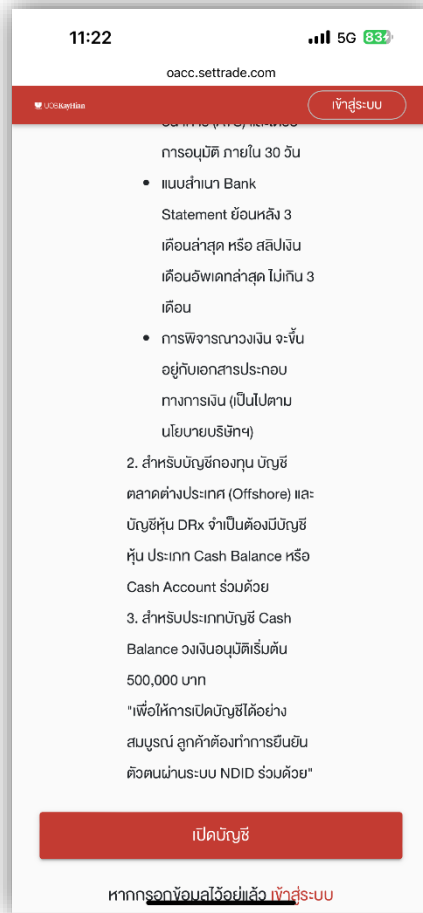 11:22
5G 83
oacc.settrade.com
UOBKayHian
เข้าสู่ระบบ
ธนาคาร (ATS) และเตรียม
การอนุมัติ ภายใน 30 วัน
• แนบสำเนา Bank
Statement ย้อนหลัง 3
เดือนล่าสุด หรือ สลิปเงิน
เดือนอัพเดทล่าสุด ไม่เกิน 3
เดือน
• การพิจารณาวงเงิน จะขึ้น
อยู่กับเอกสารประกอบ
ทางการเงิน (เป็นไปตาม
นโยบายบริษัทฯ)
2. สำหรับบัญชีกองทุน บัญชี
ตลาดต่างประเทศ (Offshore) และ
บัญชีหุ้น DRx จำเป็นต้องมีบัญชี
หุ้น ประเภท Cash Balance หรือ
Cash Account ร่วมด้วย
3. สำหรับประเภทบัญชี Cash
Balance วงเงินอนุมัติเริ่มต้น
500,000 บาท
"เพื่อให้การเปิดบัญชีได้อย่าง
สมบูรณ์ ลูกค้าต้องทำการยืนยัน
ตัวตนผ่านระบบ NDID ร่วมด้วย"
เปิดบัญชี
หากกรอกข้อมูลไว้อยู่แล้ว เข้าสู่ระบบ